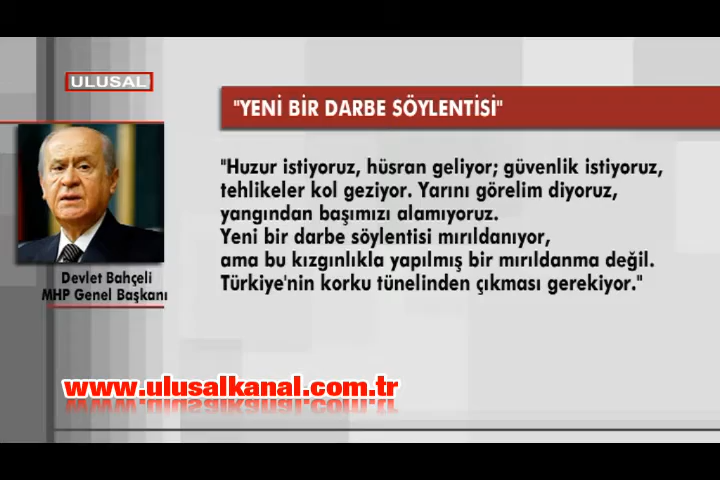 ULUSAL
"YENİ BİR DARBE SÖYLENTİSİ"
"Huzur istiyoruz, hüsran geliyor; güvenlik istiyoruz,
tehlikeler kol geziyor. Yarını görelim diyoruz,
yangından başımızı alamıyoruz.
Yeni bir darbe söylentisi mırıldanıyor,
ama bu kızgınlıkla yapılmış bir mırıldanma değil.
Türkiye'nin korku tünelinden çıkması gerekiyor."
Devlet Bahçeli
MHP Genel Başkanı
www.ulusalkanal.com.tr